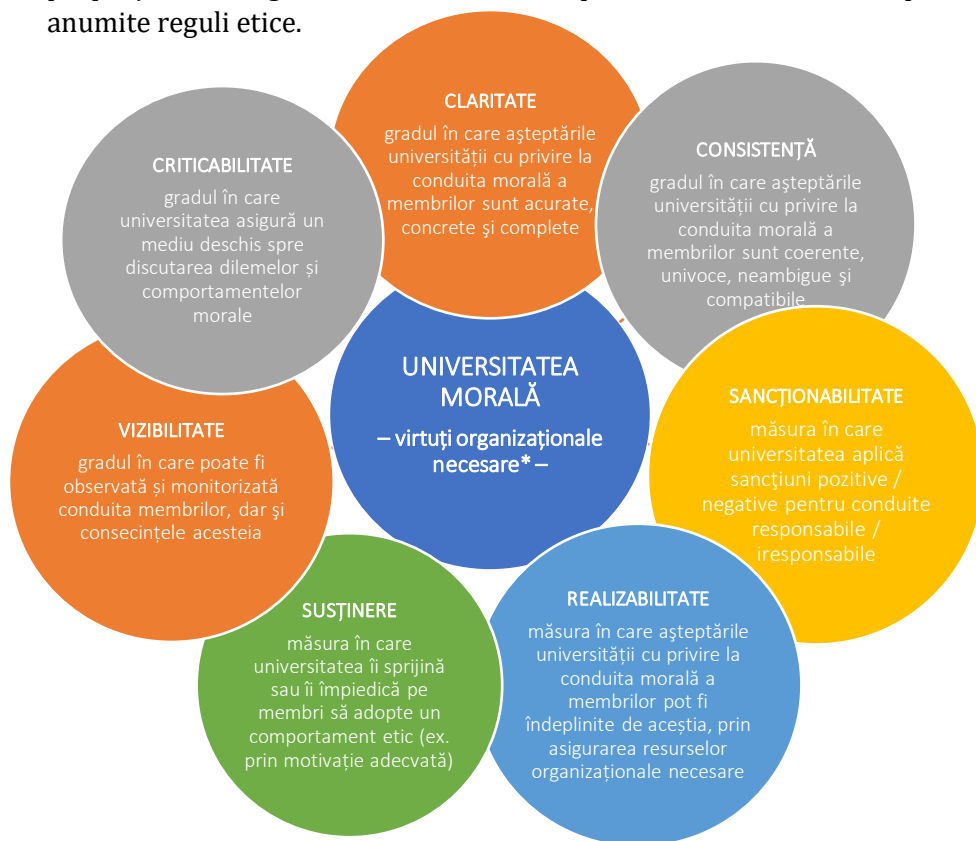 anumite reguli etice.
CLARITATE
gradul în care aşteptările
universității cu privire la
conduita morală a
membrilor sunt acurate,
concrete şi complete
CONSISTENŢĂ
gradul în care aşteptările
universității cu privire la
conduita morală a
membrilor sunt coerente,
univoce, neambigue şi
compatibile
SANCŢIONABILITATE
măsura în care
universitatea aplică
sancţiuni pozitive /
negative pentru conduite
responsabile /
iresponsabile
REALIZABILITATE
măsura în care aşteptările
universității cu privire la
conduita morală a
membrilor pot fi
îndeplinite de aceștia, prin
asigurarea resurselor
organizaționale necesare
SUSȚINERE
măsura în care
universitatea îi sprijină
sau îi împiedică pe
membri să adopte un
comportament etic (ex.
prin motivație adecvată)
VIZIBILITATE
gradul în care poate fi
observată și monitorizată
conduita membrilor, dar şi
consecințele acesteia
CRITICABILITATE
gradul în care
universitatea asigură un
mediu deschis spre
discutarea dilemelor și
comportamentelor
morale
UNIVERSITATEA
MORALĂ
– virtuți organizaționale
necesare* –